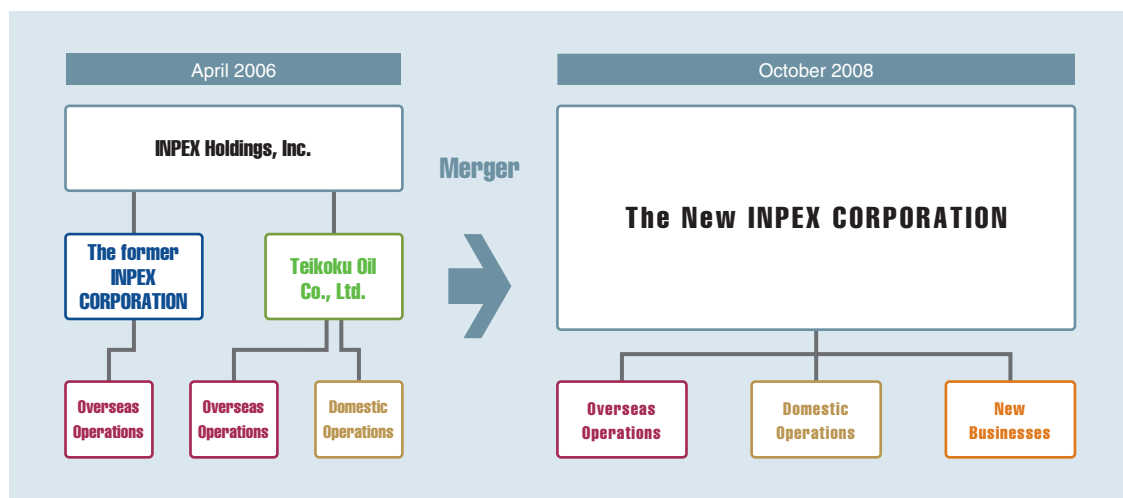 April 2006
INPEX Holdings, Inc.
The former
INPEX
CORPORATION
Teikoku Oil
Co., Ltd.
Overseas
Operations
Overseas
Operations
Domestic
Operations
Merger
October 2008
The New INPEX CORPORATION
Overseas
Operations
Domestic
Operations
New
Businesses